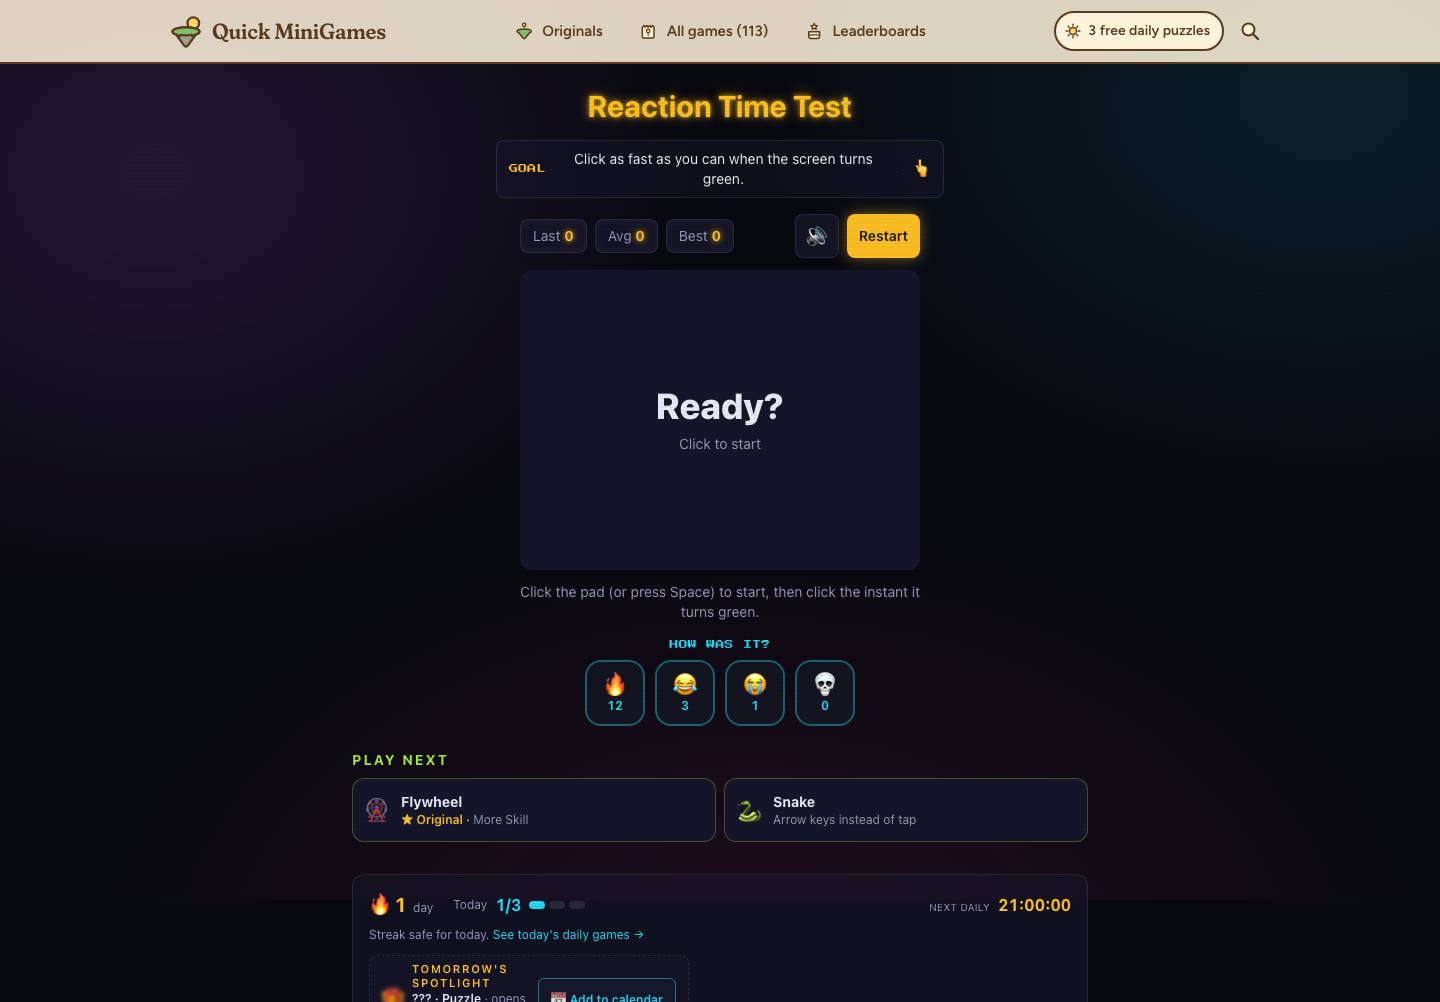 Quick MiniGames
Originals
All games (113)
Leaderboards
3 free daily puzzles
Reaction Time Test
GOAL
Click as fast as you can when the screen turns
green.
Last 0
Avg 0
Best 0
Restart
Ready?
Click to start
Click the pad (or press Space) to start, then click the instant it
turns green.
HOW WAS IT?
12
3
1
0
PLAY NEXT
Flywheel
Original · More Skill
Snake
Arrow keys instead of tap
1 day
Today 1/3
NEXT DAILY 21:00:00
Streak safe for today. See today's daily games →
TOMORROW'S
SPOTLIGHT
??? · Puzzle · opens
Add to calendar